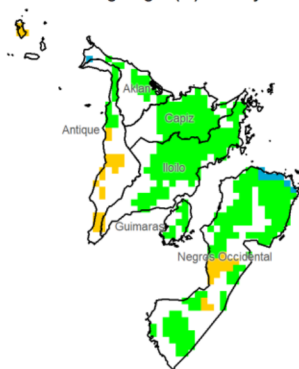 Aklan
Capiz
Antique
Iloilo
Guimaras
Negros Occidental